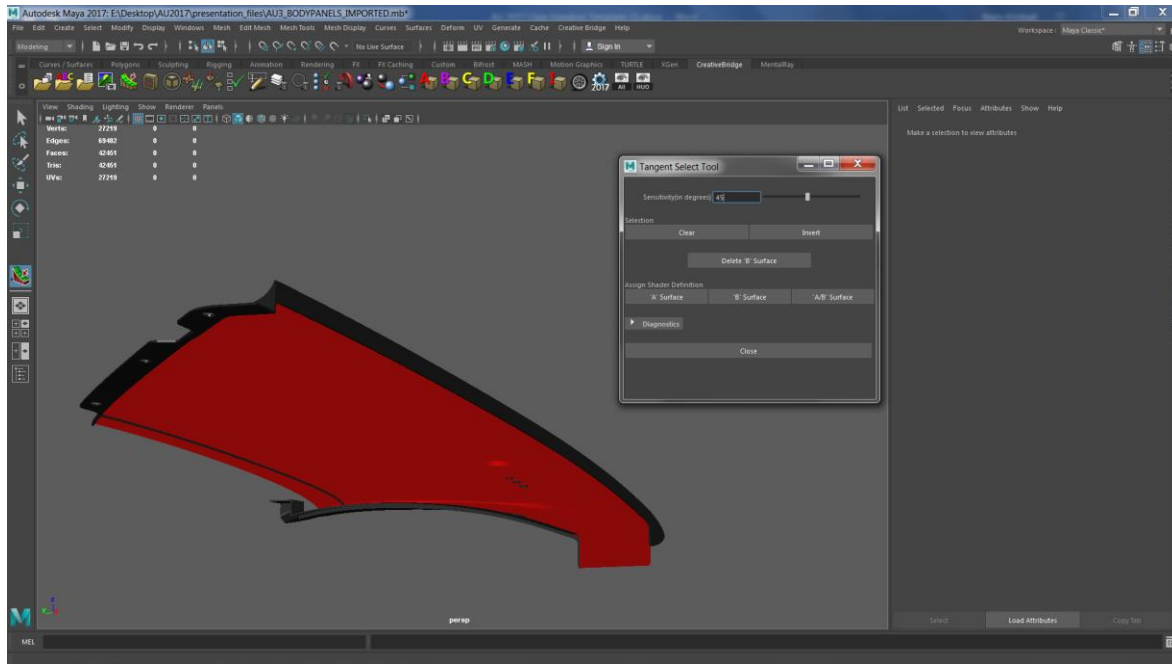 Autodesk Maya 2017: E:\Desktop\AU2017\presentation_files\AU3_BODYPANELS_IMPORTED.mb*
File Edit Create Select Modify Display Windows Mesh Edit Mesh Mesh Tools Mesh Display Curves Surfaces Deform UV Generate Cache Creative Bridge Help
Workspace : Maya Classic*
Modeling No Live Surface Sign In
Curves / Surfaces Polygons Sculpting Rigging Animation Rendering FX FX Caching Custom Bifrost MASH Motion Graphics TURTLE XGen CreativeBridge MentalRay
A B C D E F G 2017 All HUD
View Shading Lighting Show Renderer Panels
List Selected Focus Attributes Show Help
Make a selection to view attributes
Verts: 27219 0 0
Edges: 69482 0 0
Faces: 42451 0 0
Tris: 42451 0 0
UVs: 27219 0 0
Tangent Select Tool
Sensitivity(in degrees) 45
Selection
Clear Invert
Delete 'B' Surface
Assign Shader Definition
'A' Surface 'B' Surface 'A/B' Surface
Diagnostics
Close
persp
Select Load Attributes Copy Tab
MEL